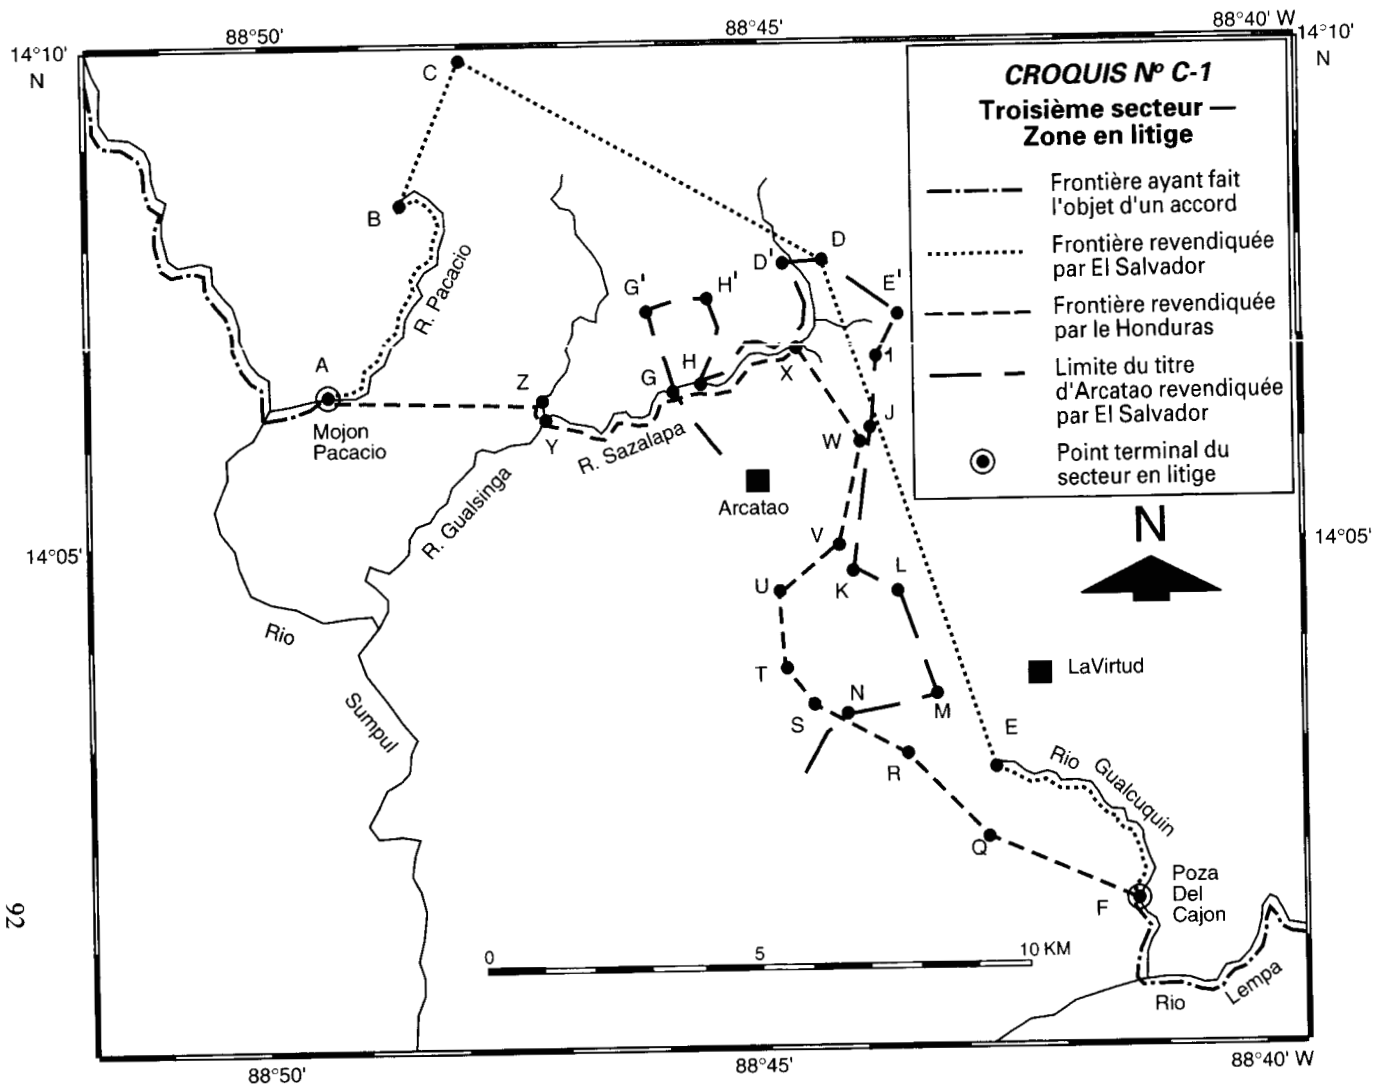 88°50'
88°45'
88°40' W
14°10'
N
14°10'
N
CROQUIS Nº C-1
Troisième secteur —
Zone en litige
Frontière ayant fait
l'objet d'un accord
Frontière revendiquée
par El Salvador
Frontière revendiquée
par le Honduras
Limite du titre
d'Arcatao revendiquée
par El Salvador
Point terminal du
secteur en litige
C
B
R. Pacacio
A
Mojon
Pacacio
D
D'
E'
G'
H'
Z
Y
G
H
X
I
J
W
R. Sazalapa
R. Gualsinga
Arcatao
N
14°05'
14°05'
V
K
L
U
T
S
N
M
LaVirtud
Rio
Sumpul
E
R
Rio Gualcuquin
Q
F
Poza
Del
Cajon
92
0
5
10 KM
Rio Lempa
88°50'
88°45'
88°40' W